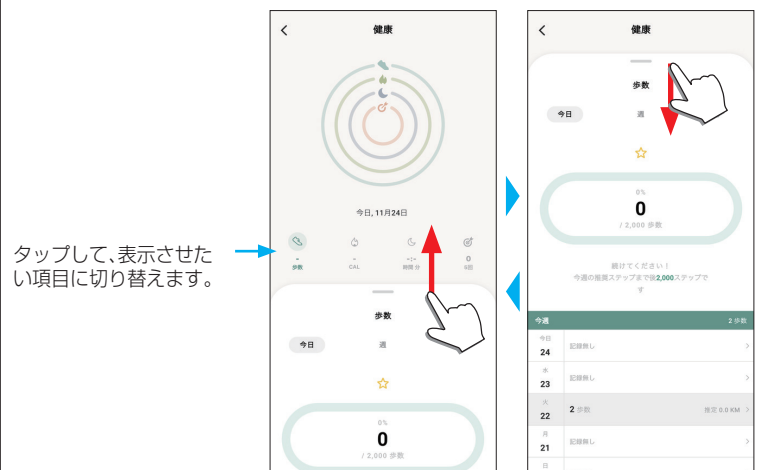 タップして、表示させた
い項目に切り替えます。
健康
今日, 11月24日
- -
-:- 0
歩数 CAL 時間 分 0回
歩数
今日 週
0%
0
/ 2,000 歩数
健康
歩数
今日 週
0%
0
/ 2,000 歩数
続けてください！
今週の推奨ステップまで後2,000ステップで
す
今週 2 歩数
今日
24 記録無し
水
23 記録無し
火
22 2 歩数 推定 0.0 KM
月
21 記録無し
日